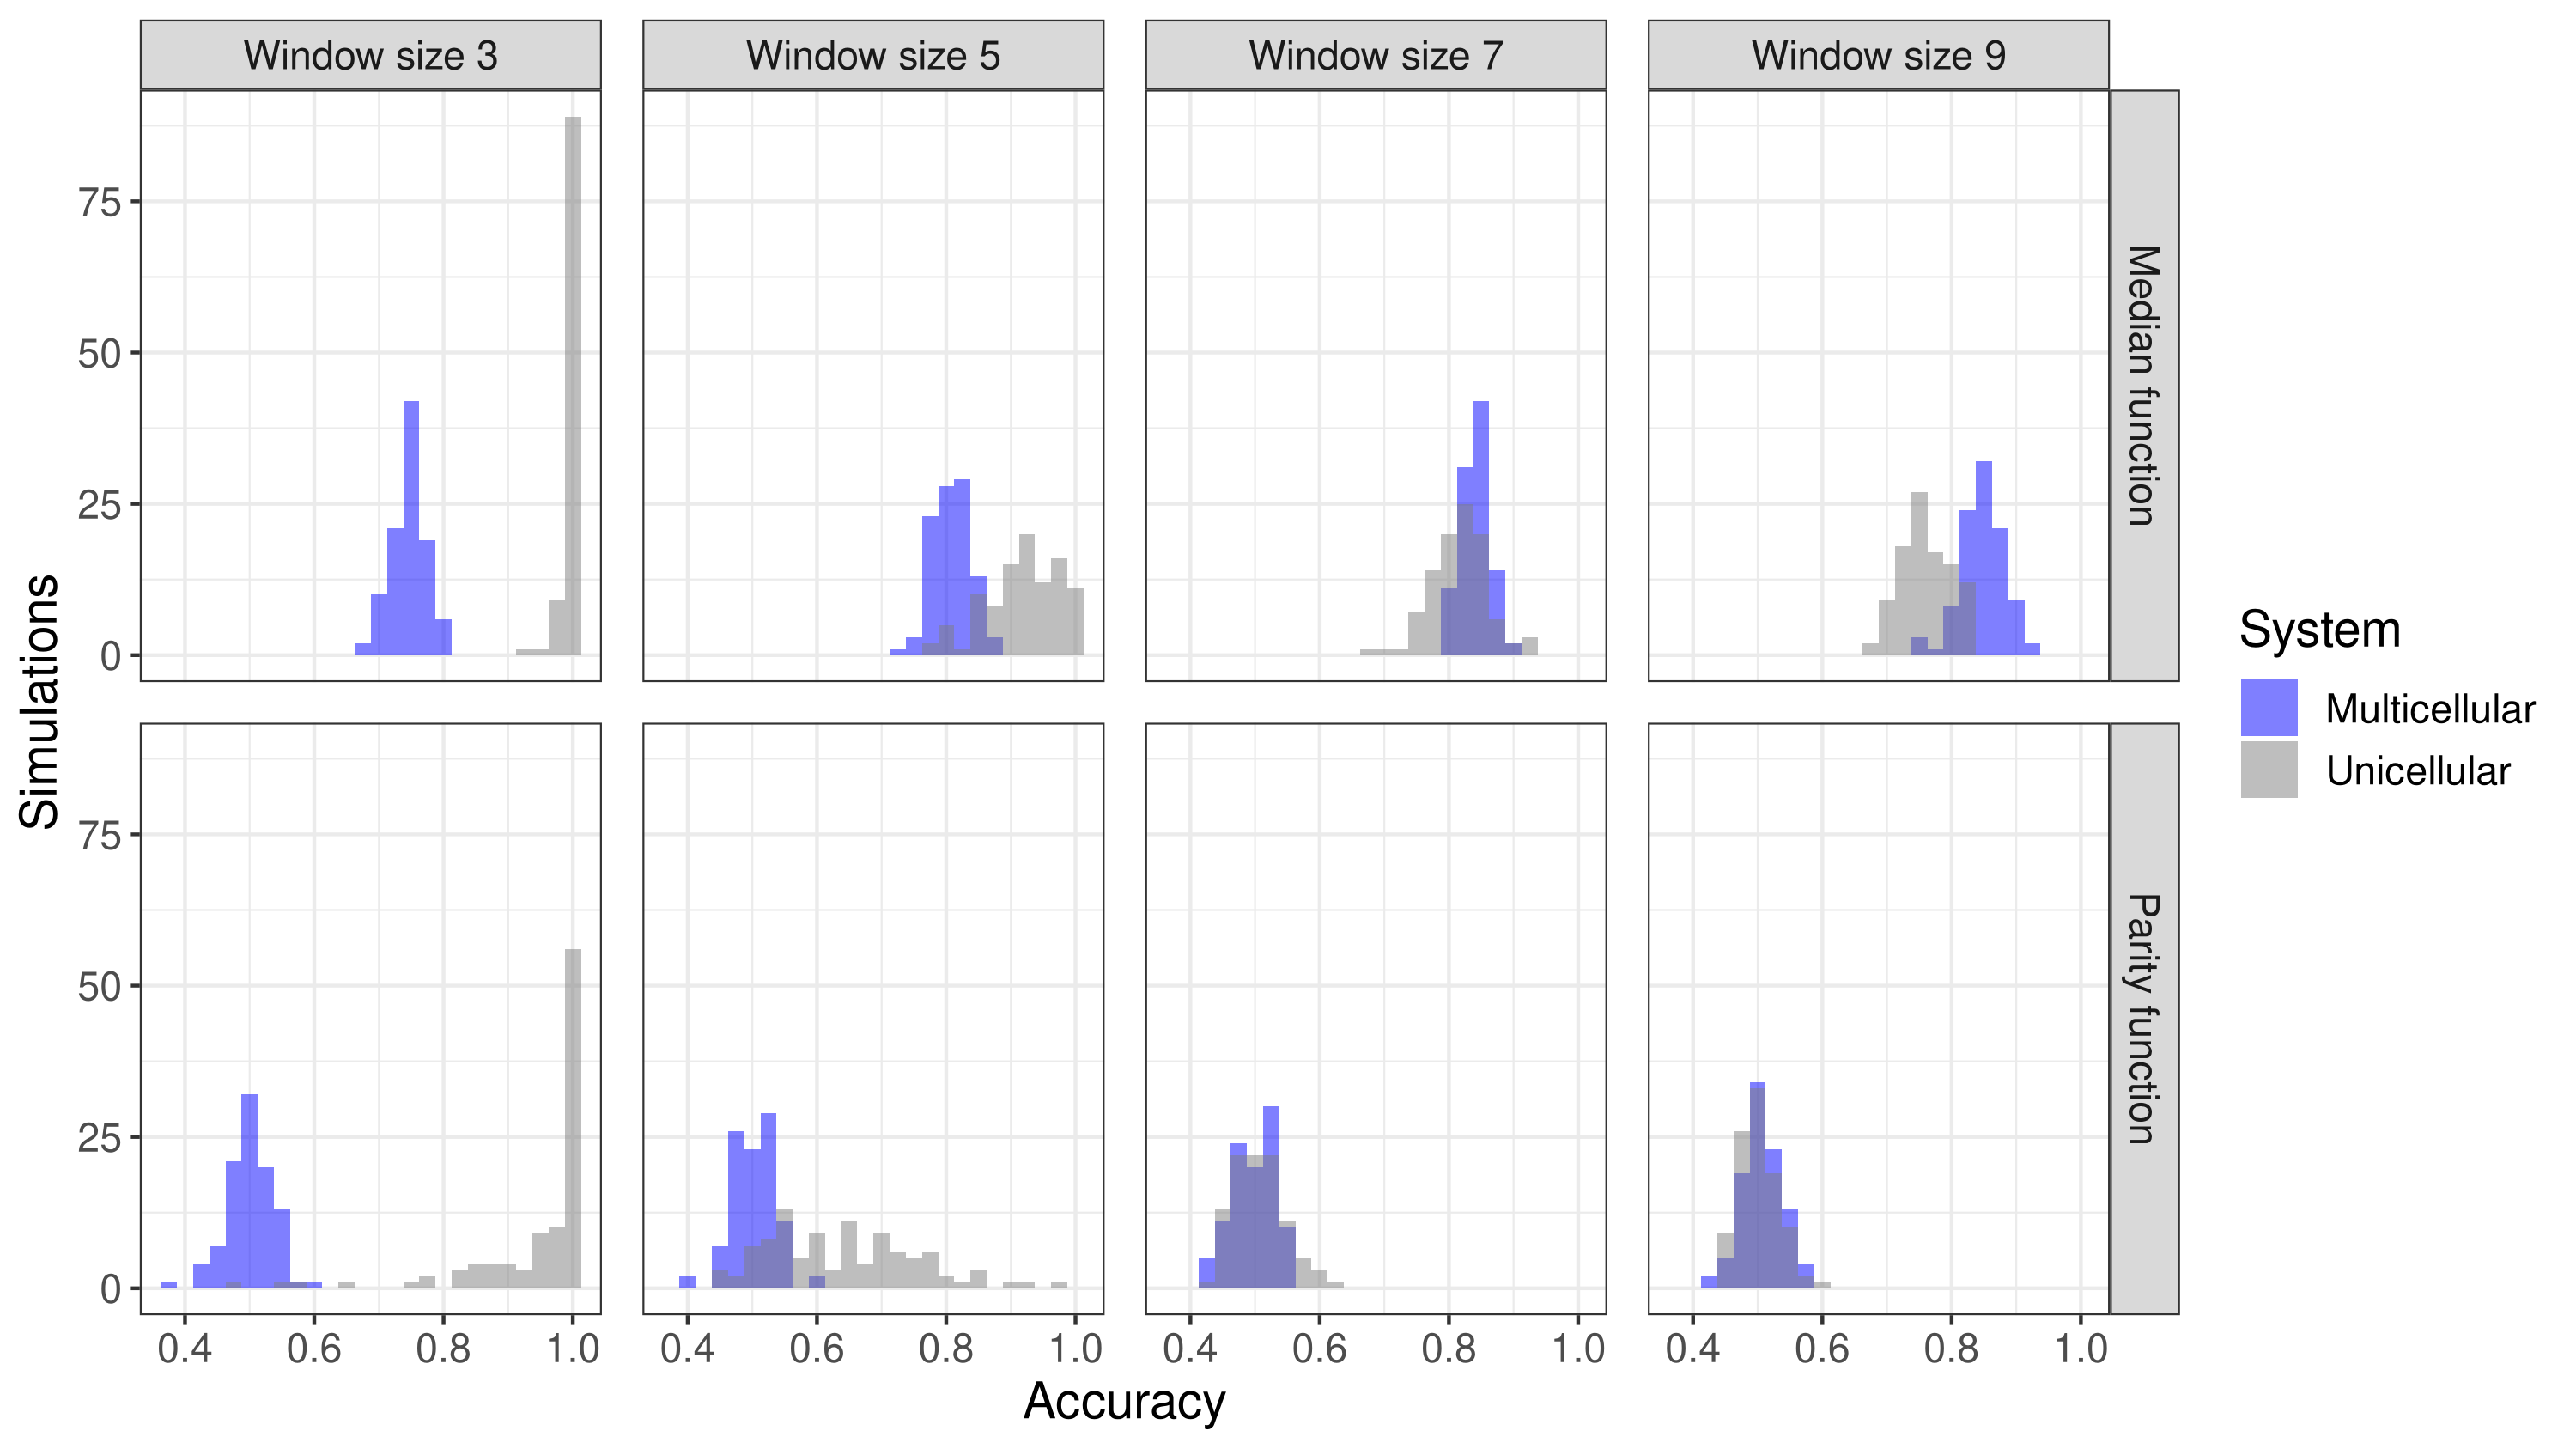 Window size 3
Window size 5
Window size 7
Window size 9
Median function
Parity function
Simulations
75
50
25
0
75
50
25
0
0.4 0.6 0.8 1.0
0.4 0.6 0.8 1.0
0.4 0.6 0.8 1.0
0.4 0.6 0.8 1.0
Accuracy
System
Multicellular
Unicellular